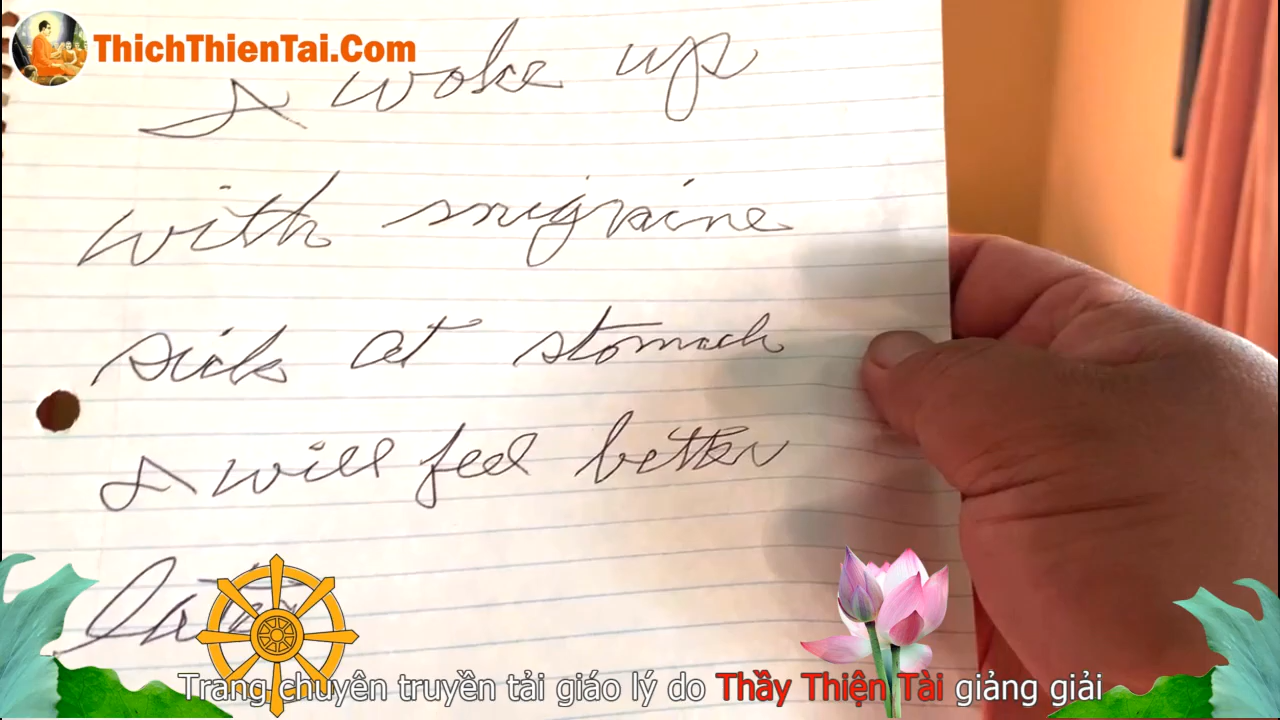 ThichThienTai.Com
I woke up
with migraine
sick at stomach
I will feel better
Trang chuyên truyền tải giáo lý do Thầy Thiện Tài giảng giải